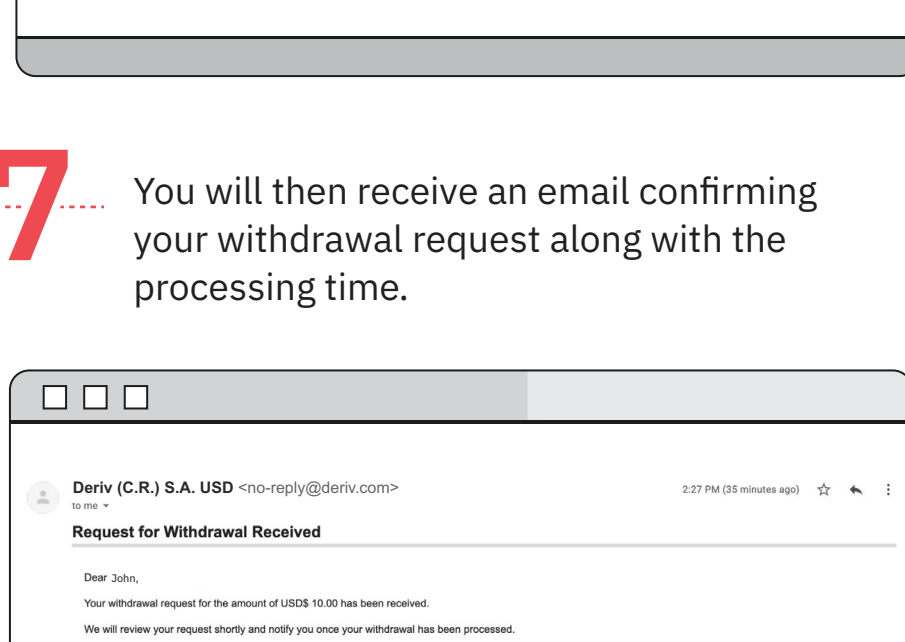 7
You will then receive an email confirming
your withdrawal request along with the
processing time.
Deriv (C.R.) S.A. USD <no-reply@deriv.com>
2:27 PM (35 minutes ago)
to me
Request for Withdrawal Received
Dear John,
Your withdrawal request for the amount of USD$ 10.00 has been received.
We will review your request shortly and notify you once your withdrawal has been processed.